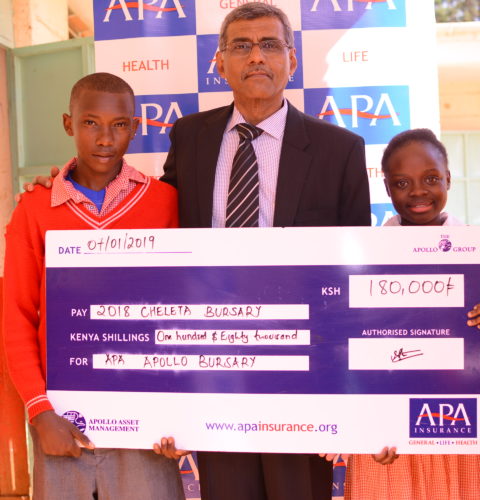 APA
GENERAL
APA
HEALTH
LIFE
INSURANCE
APA
APA
DATE 07/01/2019
THE
APOLLO GROUP
PAY 2018 CHELETA BURSARY
KSH 180,000/=
KENYA SHILLINGS One hundred & Eighty thousand
AUTHORISED SIGNATURE
FOR APA APOLLO BURSARY
APOLLO ASSET
MANAGEMENT
www.apainsurance.org
APA
INSURANCE
GENERAL • LIFE • HEALTH